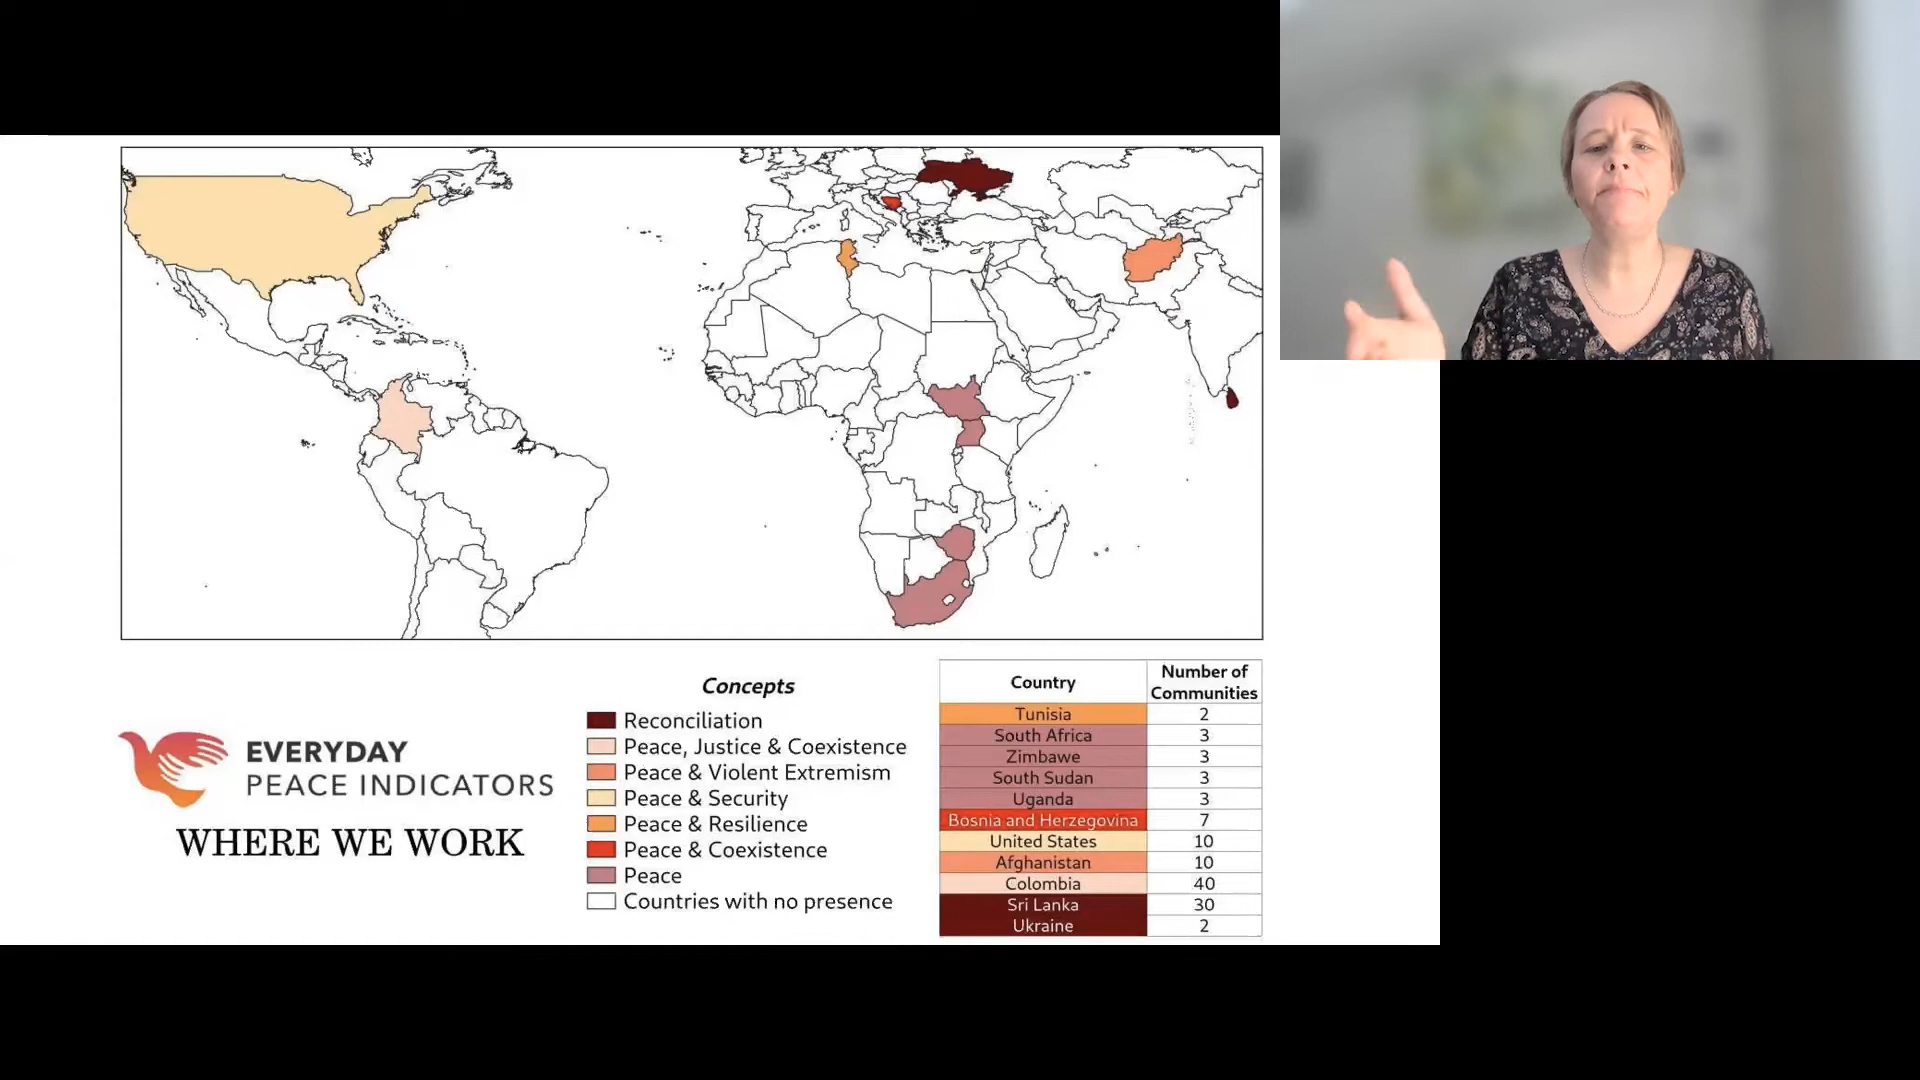 Concepts
Reconciliation
Peace, Justice & Coexistence
Peace & Violent Extremism
Peace & Security
Peace & Resilience
Peace & Coexistence
Peace
Countries with no presence
EVERYDAY
PEACE INDICATORS
WHERE WE WORK
Country Number of Communities
Tunisia 2
South Africa 3
Zimbawe 3
South Sudan 3
Uganda 3
Bosnia and Herzegovina 7
United States 10
Afghanistan 10
Colombia 40
Sri Lanka 30
Ukraine 2